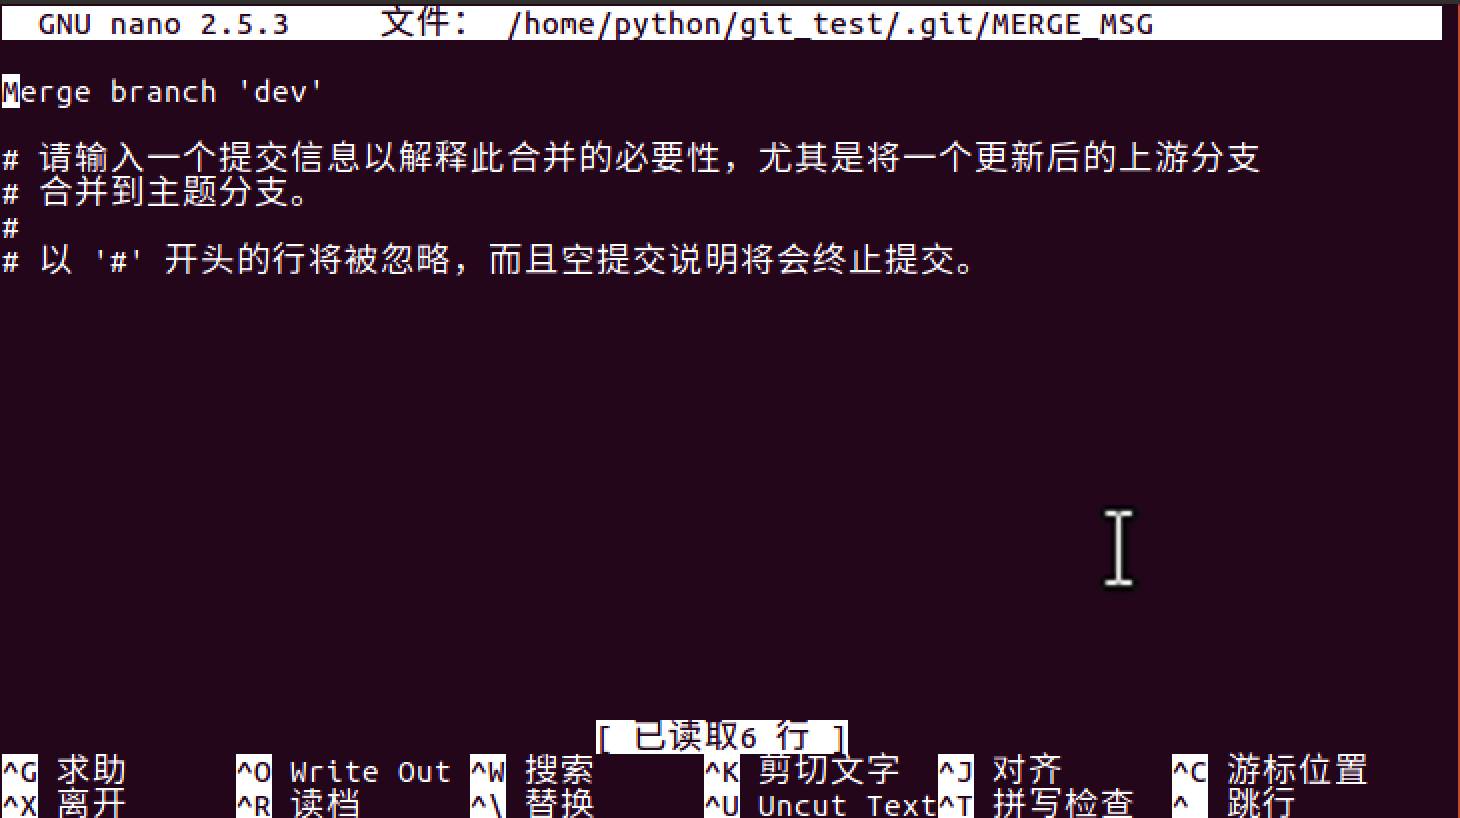 GNU nano 2.5.3 文件: /home/python/git_test/.git/MERGE_MSG
Merge branch 'dev'
# 请输入一个提交信息以解释此合并的必要性，尤其是将一个更新后的上游分支
# 合并到主题分支。
#
# 以 '#' 开头的行将被忽略，而且空提交说明将会终止提交。
[ 已读取6 行 ]
^G 求助 ^O Write Out ^W 搜索 ^K 剪切文字 ^J 对齐 ^C 游标位置
^X 离开 ^R 读档 ^\ 替换 ^U Uncut Text ^T 拼写检查 ^_ 跳行